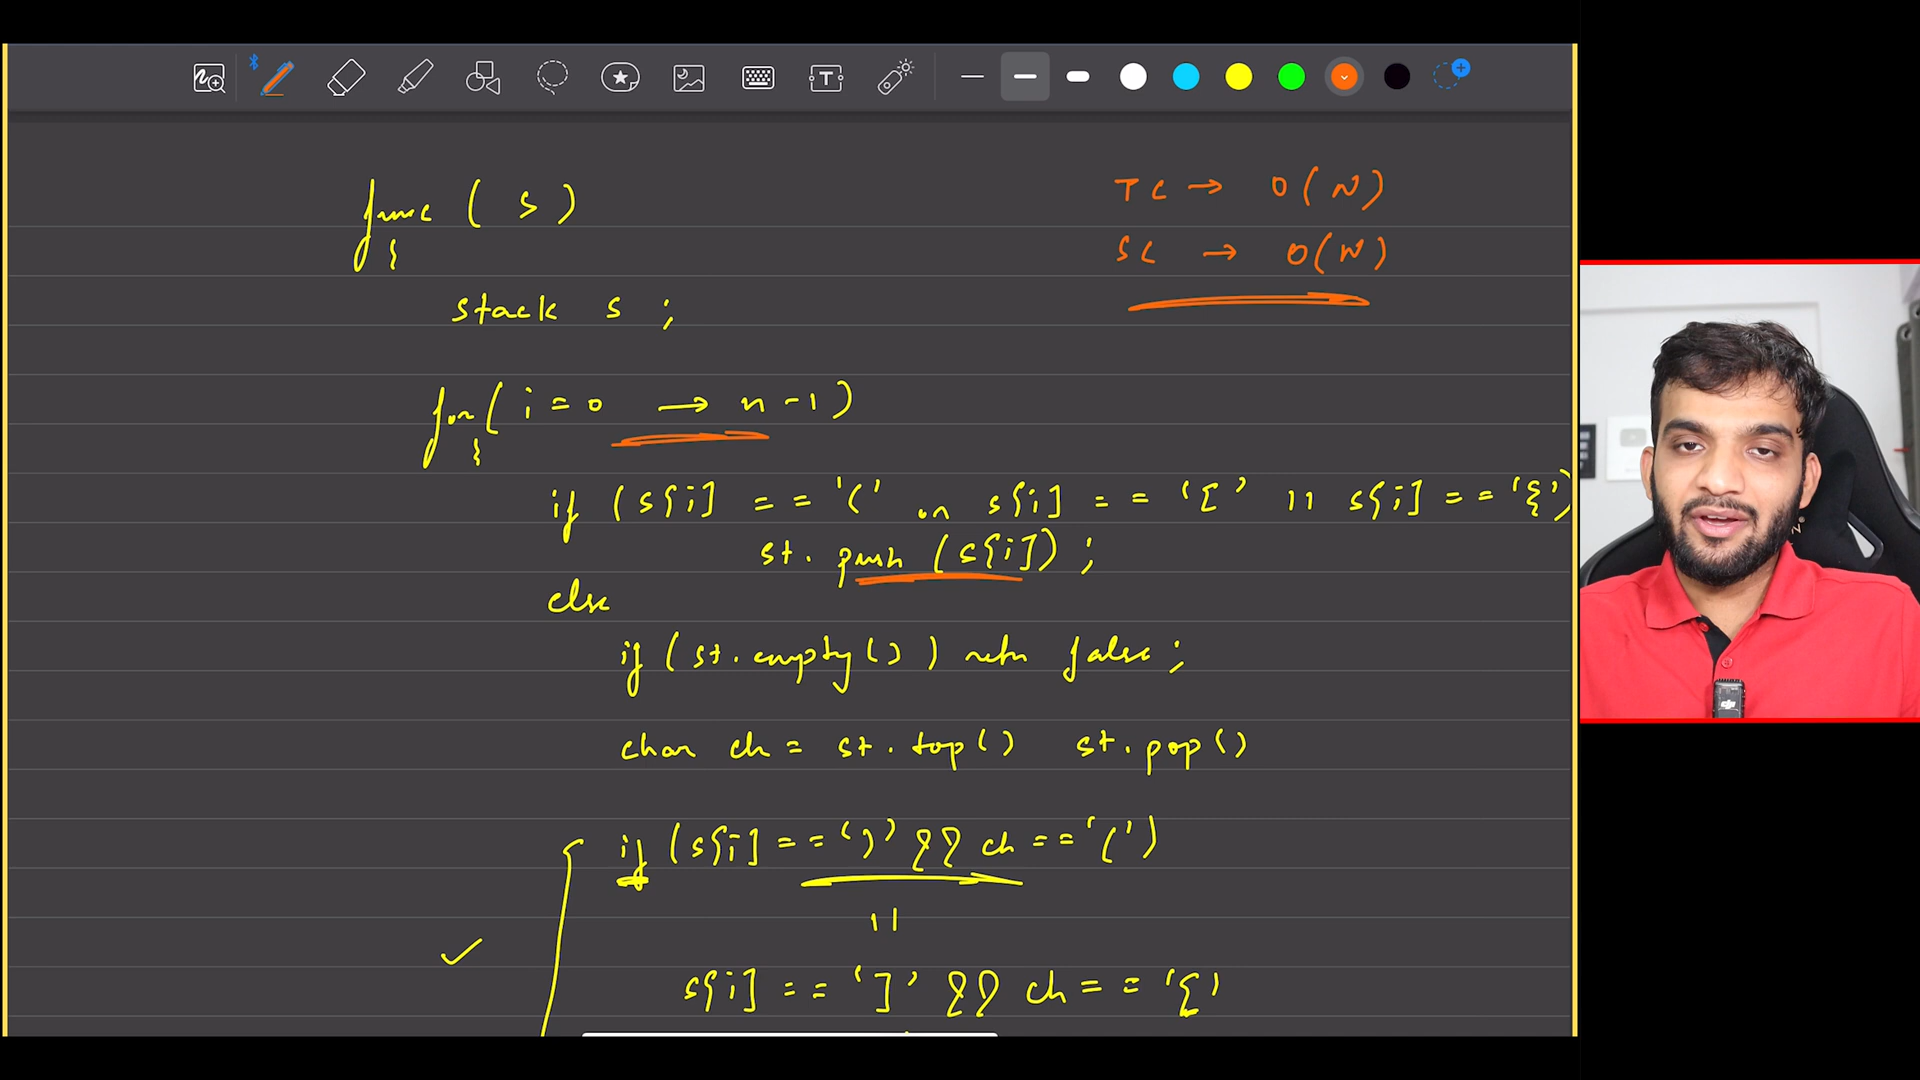 func ( s )
{
TC → O(N)
SC → O(N)
stack s ;
for( i = 0 → n - 1 )
{
if (s[i] == '(' or s[i] == '[' || s[i] == '{')
st. push (s[i]) ;
else
if (st. empty() ) retn false ;
char ch = st. top() st. pop()
if (s[i] == ')' && ch == '(')
||
s[i] == ']' && ch == '['